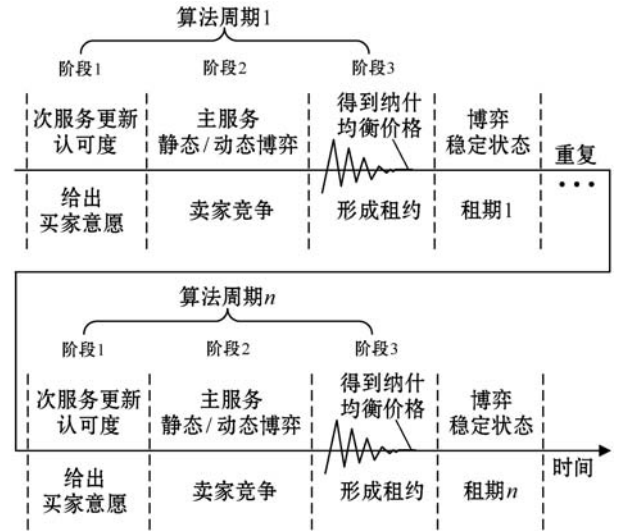 算法周期1
阶段1
阶段2
阶段3
次服务更新
认可度
主服务
静态/动态博弈
得到纳什
均衡价格
博弈
稳定状态
重复
…
给出
买家意愿
卖家竞争
形成租约
租期1
算法周期n
阶段1
阶段2
阶段3
次服务更新
认可度
主服务
静态/动态博弈
得到纳什
均衡价格
博弈
稳定状态
给出
买家意愿
卖家竞争
形成租约
租期n
时间